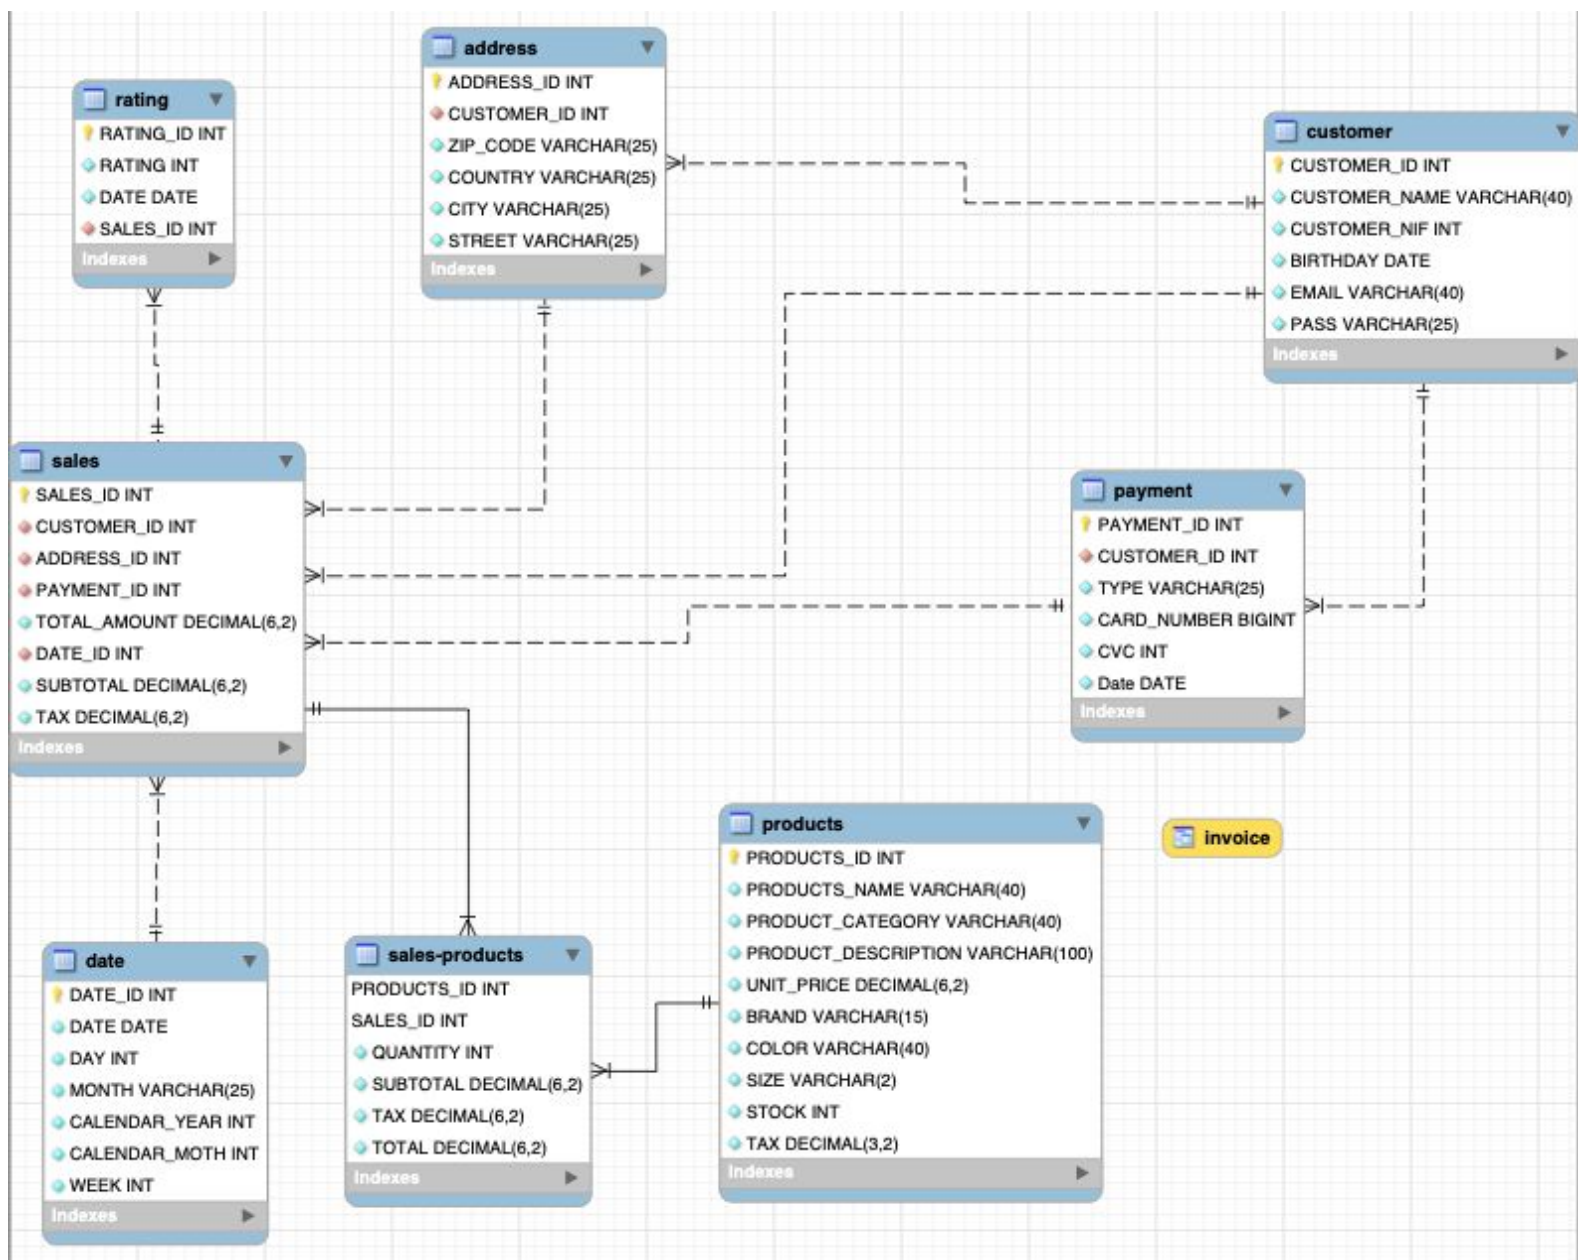 rating
RATING_ID INT
RATING INT
DATE DATE
SALES_ID INT
Indexes
address
ADDRESS_ID INT
CUSTOMER_ID INT
ZIP_CODE VARCHAR(25)
COUNTRY VARCHAR(25)
CITY VARCHAR(25)
STREET VARCHAR(25)
Indexes
customer
CUSTOMER_ID INT
CUSTOMER_NAME VARCHAR(40)
CUSTOMER_NIF INT
BIRTHDAY DATE
EMAIL VARCHAR(40)
PASS VARCHAR(25)
Indexes
sales
SALES_ID INT
CUSTOMER_ID INT
ADDRESS_ID INT
PAYMENT_ID INT
TOTAL_AMOUNT DECIMAL(6,2)
DATE_ID INT
SUBTOTAL DECIMAL(6,2)
TAX DECIMAL(6,2)
Indexes
payment
PAYMENT_ID INT
CUSTOMER_ID INT
TYPE VARCHAR(25)
CARD_NUMBER BIGINT
CVC INT
Date DATE
Indexes
date
DATE_ID INT
DATE DATE
DAY INT
MONTH VARCHAR(25)
CALENDAR_YEAR INT
CALENDAR_MOTH INT
WEEK INT
Indexes
sales-products
PRODUCTS_ID INT
SALES_ID INT
QUANTITY INT
SUBTOTAL DECIMAL(6,2)
TAX DECIMAL(6,2)
TOTAL DECIMAL(6,2)
Indexes
products
PRODUCTS_ID INT
PRODUCTS_NAME VARCHAR(40)
PRODUCT_CATEGORY VARCHAR(40)
PRODUCT_DESCRIPTION VARCHAR(100)
UNIT_PRICE DECIMAL(6,2)
BRAND VARCHAR(15)
COLOR VARCHAR(40)
SIZE VARCHAR(2)
STOCK INT
TAX DECIMAL(3,2)
Indexes
invoice